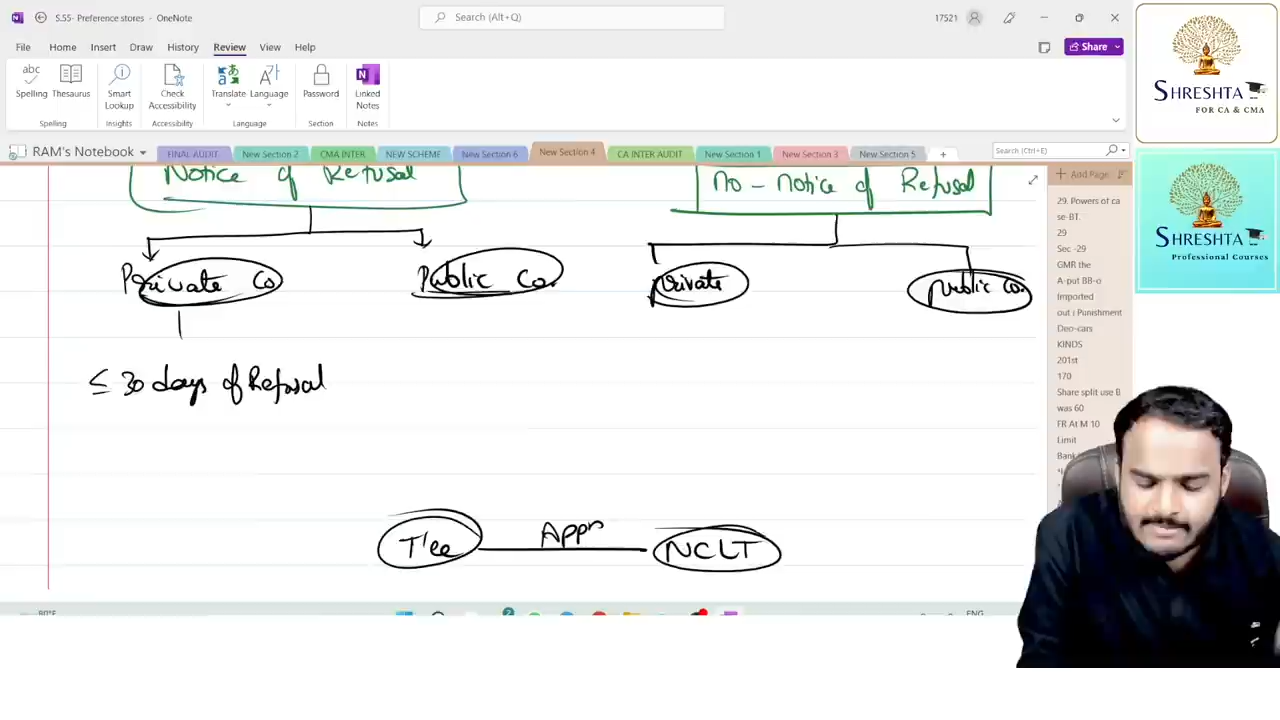 S.55- Preference stores - OneNote
Search (Alt+Q)
17521
File Home Insert Draw History Review View Help
Share
abc
Spelling Thesaurus Smart Lookup Check Accessibility Translate Language Password Linked Notes
Spelling Insights Accessibility Language Section Notes
RAM's Notebook
FINAL AUDIT New Section 2 CMA INTER NEW SCHEME New Section 6 New Section 4 CA INTER AUDIT New Section 1 New Section 3 New Section 5
Search (Ctrl+E)
Notice of Refusal
No - notice of Refusal
Private Co
Public Co.
private
public co.
≤ 30 days of Refusal
T'ee Appn NCLT
Add Page
29. Powers of ca
se-BT.
29
Sec -29
GMR the
A-put BB-o
Imported
out i Punishment
Deo-cars
KINDS
201st
170
Share split use B
was 60
FR At M 10
Limit
Bank
80°F
ENG
SHRESHTA
FOR CA & CMA
SHRESHTA
Professional Courses